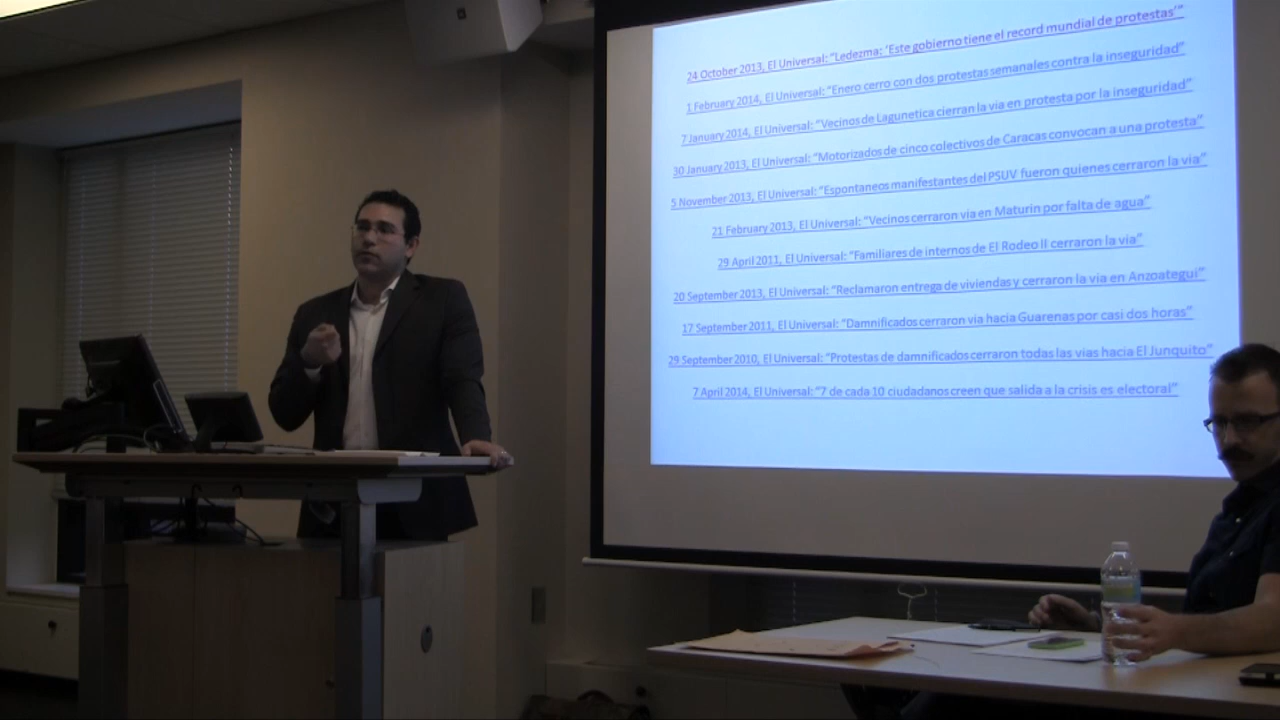 24 October 2013, El Universal: “Ledezma: ‘Este gobierno tiene el record mundial de protestas’”
1 February 2014, El Universal: “Enero cerro con dos protestas semanales contra la inseguridad”
7 January 2014, El Universal: “Vecinos de Lagunetica cierran la via en protesta por la inseguridad”
30 January 2013, El Universal: “Motorizados de cinco colectivos de Caracas convocan a una protesta”
5 November 2013, El Universal: “Espontaneos manifestantes del PSUV fueron quienes cerraron la via”
21 February 2013, El Universal: “Vecinos cerraron via en Maturin por falta de agua”
29 April 2011, El Universal: “Familiares de internos de El Rodeo II cerraron la via”
20 September 2013, El Universal: “Reclamaron entrega de viviendas y cerraron la via en Anzoategui”
17 September 2011, El Universal: “Damnificados cerraron via hacia Guarenas por casi dos horas”
29 September 2010, El Universal: “Protestas de damnificados cerraron todas las vias hacia El Junquito”
7 April 2014, El Universal: “7 de cada 10 ciudadanos creen que salida a la crisis es electoral”